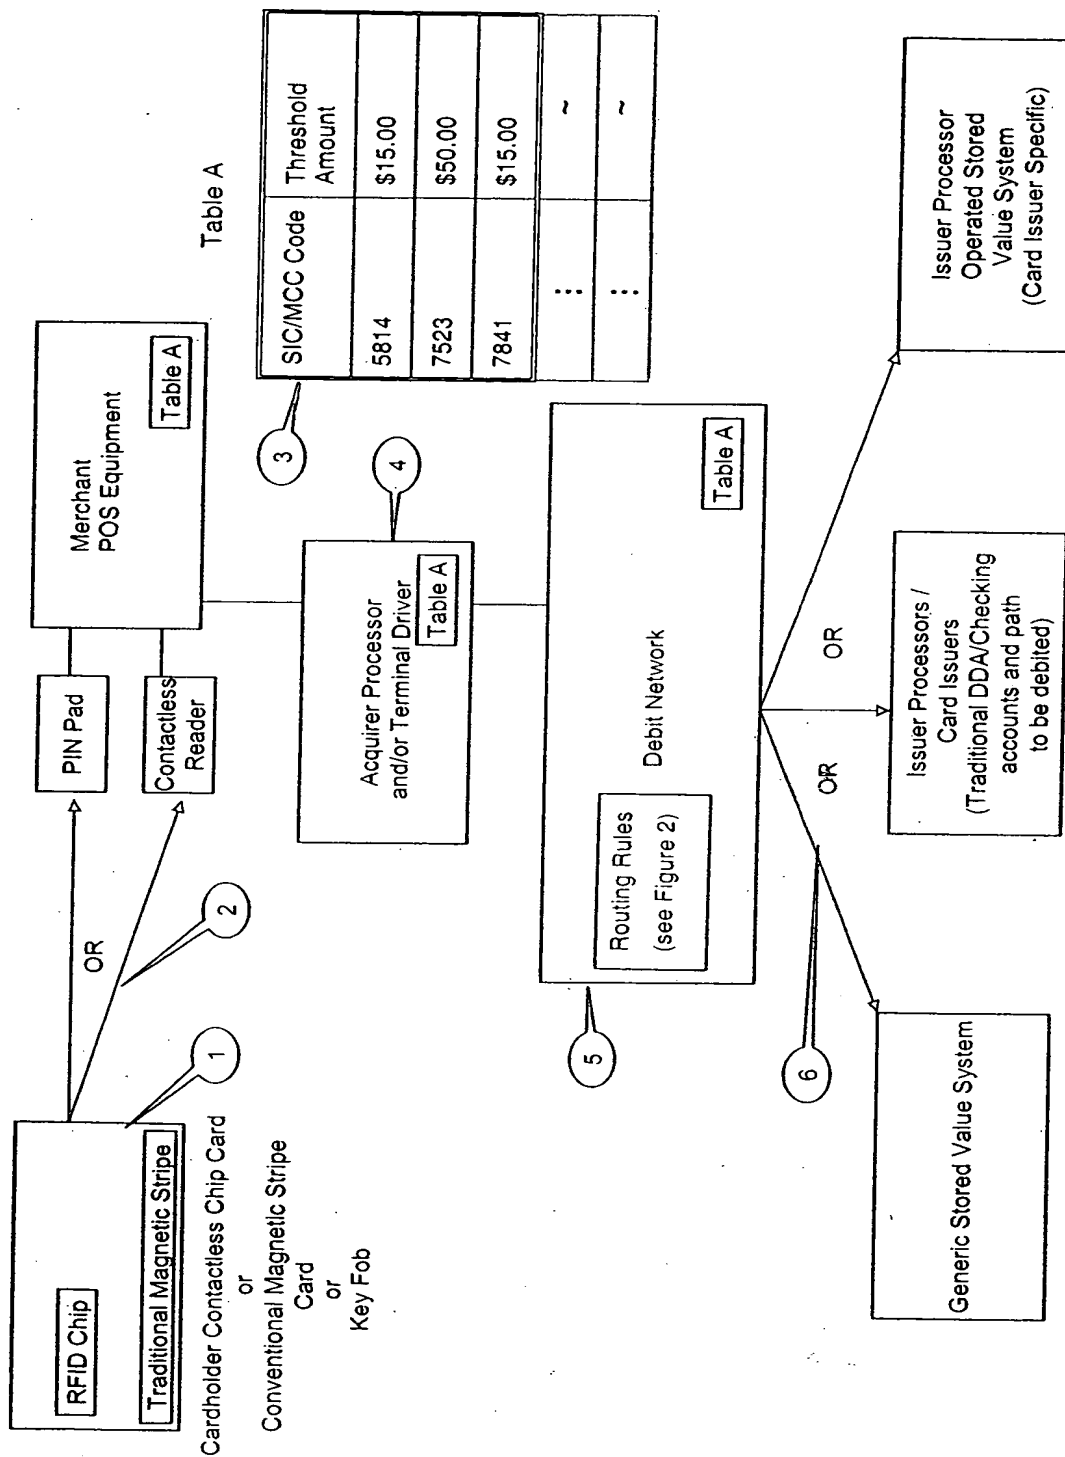 RFID Chip
Traditional Magnetic Stripe
Cardholder Contactless Chip Card
or
Conventional Magnetic Stripe
Card
or
Key Fob
1
2
OR
PIN Pad
Contactless
Reader
Merchant
POS Equipment
Table A
Table A
SIC/MCC Code
Threshold
Amount
5814
$15.00
7523
$50.00
7841
$15.00
⋮
~
⋮
~
3
Acquirer Processor
and/or Terminal Driver
Table A
4
Debit Network
Routing Rules
(see Figure 2)
Table A
5
6
OR
OR
Generic Stored Value System
Issuer Processors /
Card Issuers
(Traditional DDA/Checking
accounts and path
to be debited)
Issuer Processor
Operated Stored
Value System
(Card Issuer Specific)